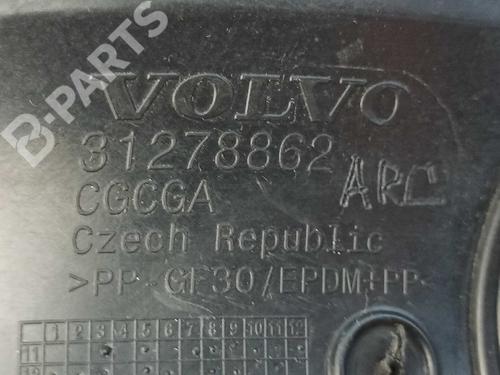 B-PARTS
VOLVO
31278862
ARC
CGCGA
Czech Republic
>PP-GF30/EPDM+PP-
1 2 3 4 5 6 7 8 9 10 11 12
11